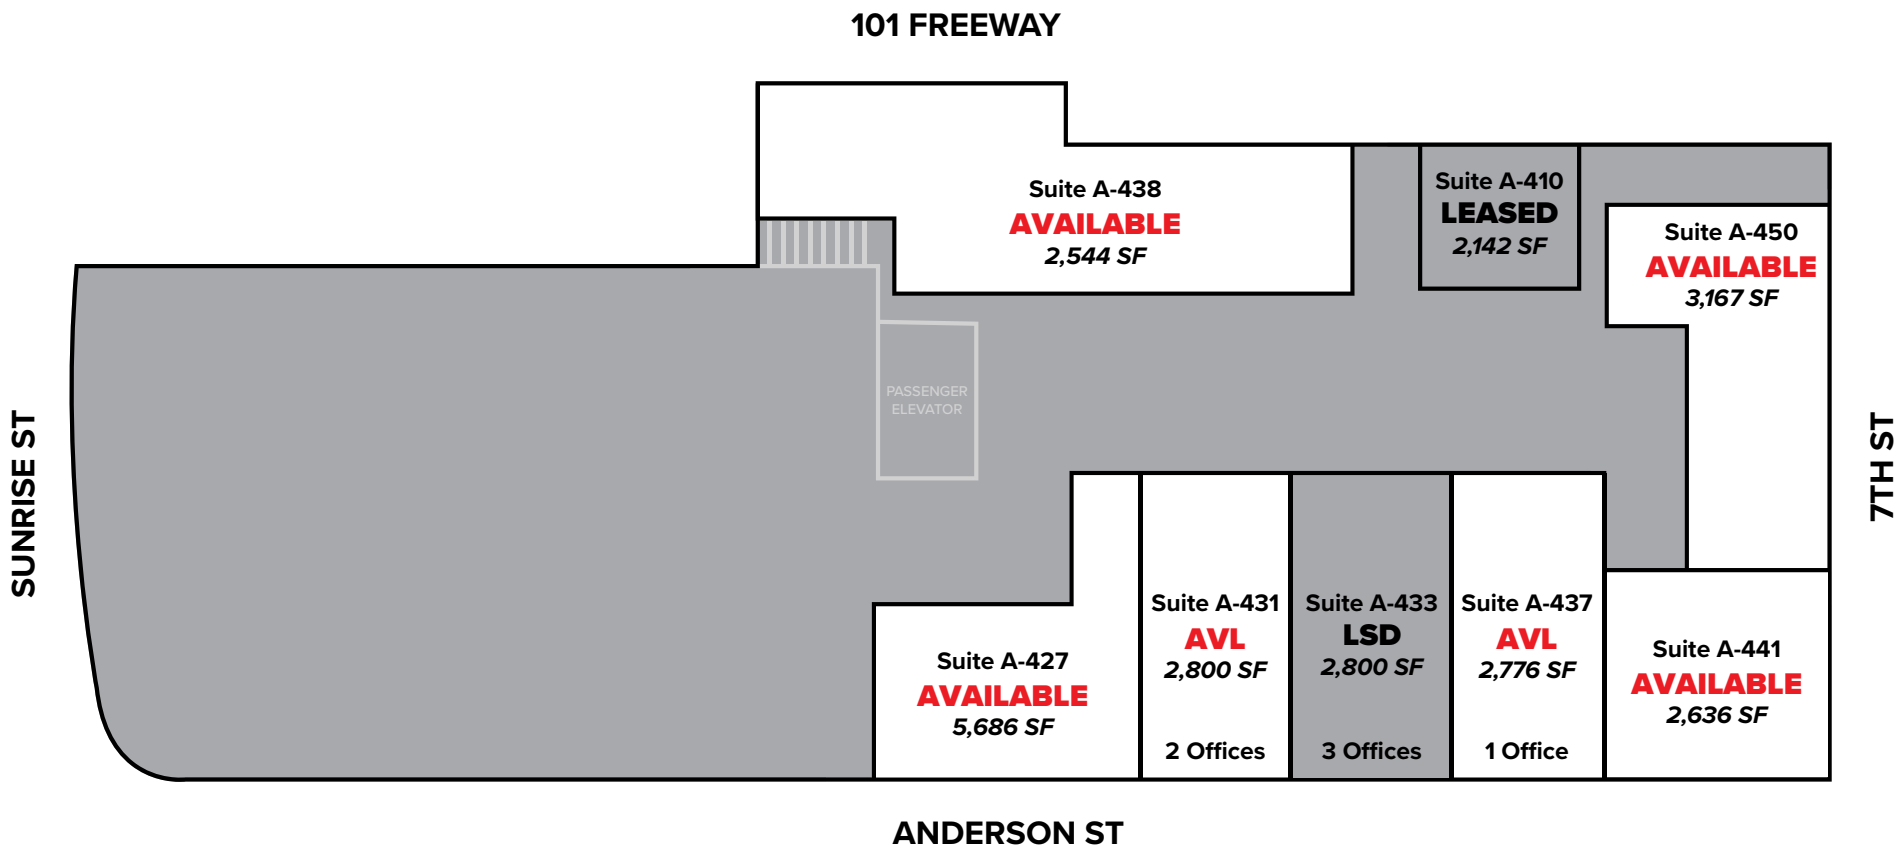 101 FREEWAY
Suite A-438
AVAILABLE
2,544 SF
Suite A-410
LEASED
2,142 SF
Suite A-450
AVAILABLE
3,167 SF
PASSENGER
ELEVATOR
SUNRISE ST
7TH ST
Suite A-427
AVAILABLE
5,686 SF
Suite A-431
AVL
2,800 SF
2 Offices
Suite A-433
LSD
2,800 SF
3 Offices
Suite A-437
AVL
2,776 SF
1 Office
Suite A-441
AVAILABLE
2,636 SF
ANDERSON ST